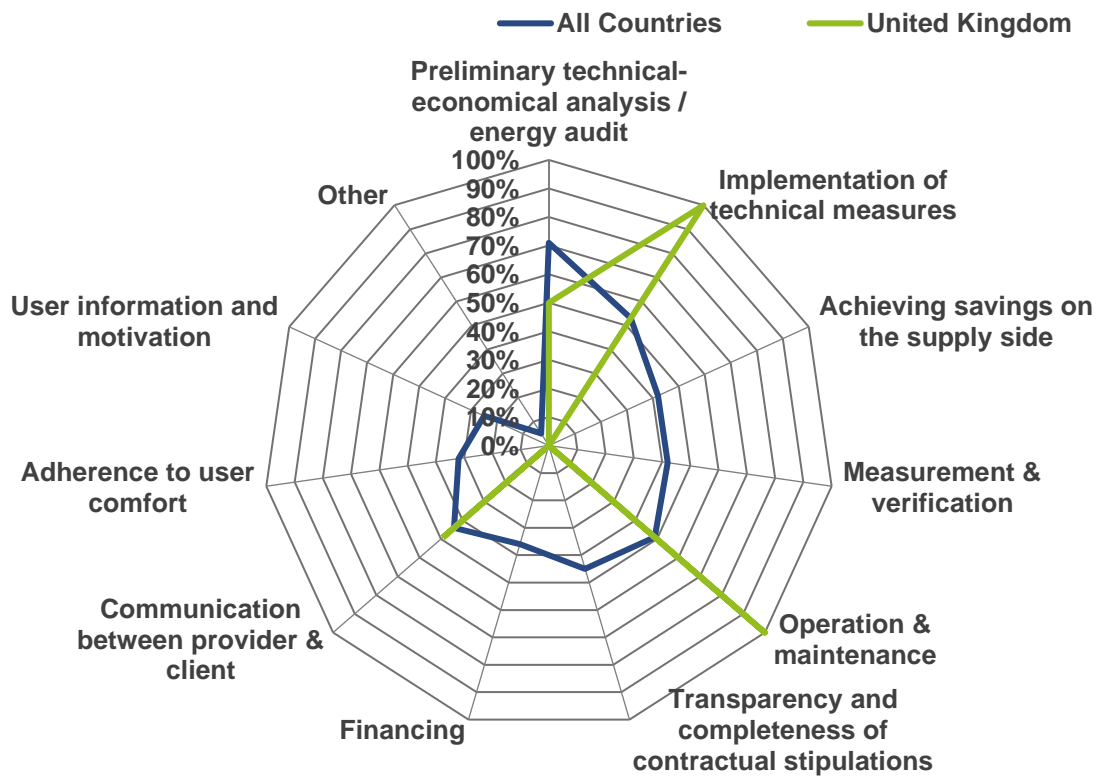 All Countries
United Kingdom
Preliminary technical-
economical analysis /
energy audit
100%
90%
80%
70%
60%
50%
40%
30%
20%
10%
0%
Implementation of
technical measures
Achieving savings on
the supply side
Measurement &
verification
Operation &
maintenance
Transparency and
completeness of
contractual stipulations
Financing
Communication
between provider &
client
Adherence to user
comfort
User information and
motivation
Other